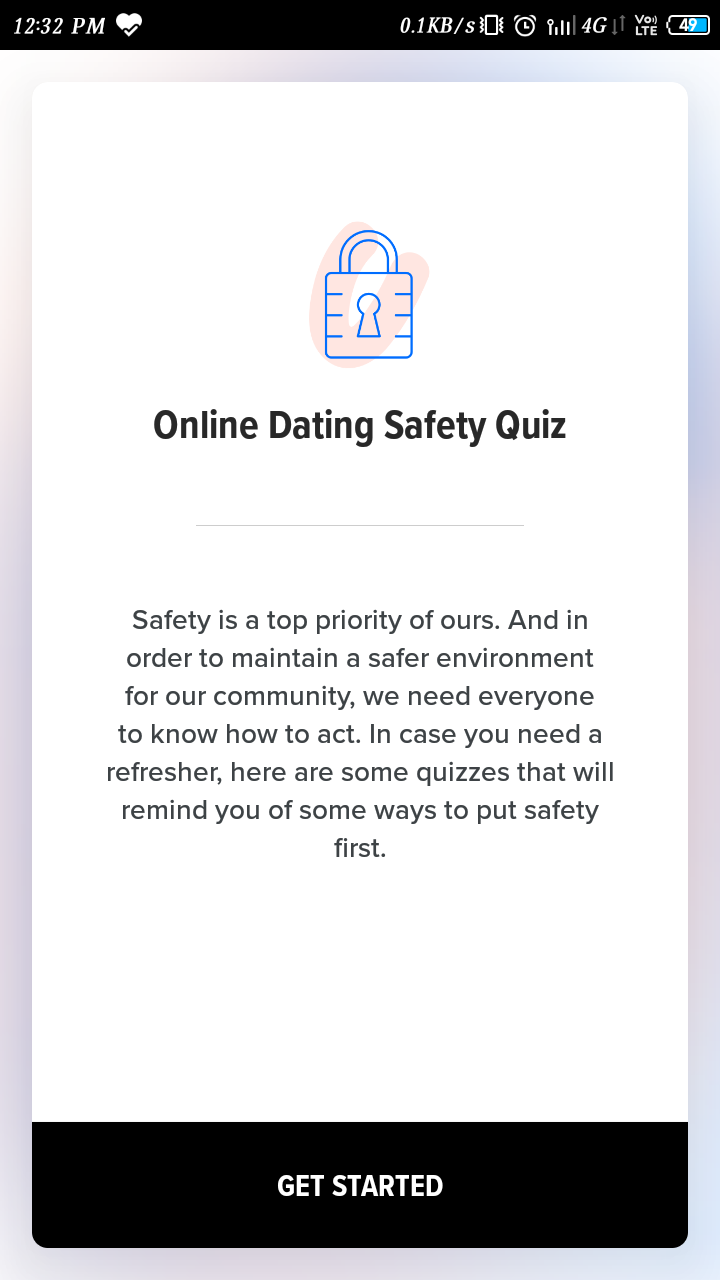 12:32 PM 0.1KB/s 4G Vo)) LTE 49
Online Dating Safety Quiz
Safety is a top priority of ours. And in
order to maintain a safer environment
for our community, we need everyone
to know how to act. In case you need a
refresher, here are some quizzes that will
remind you of some ways to put safety
first.
GET STARTED